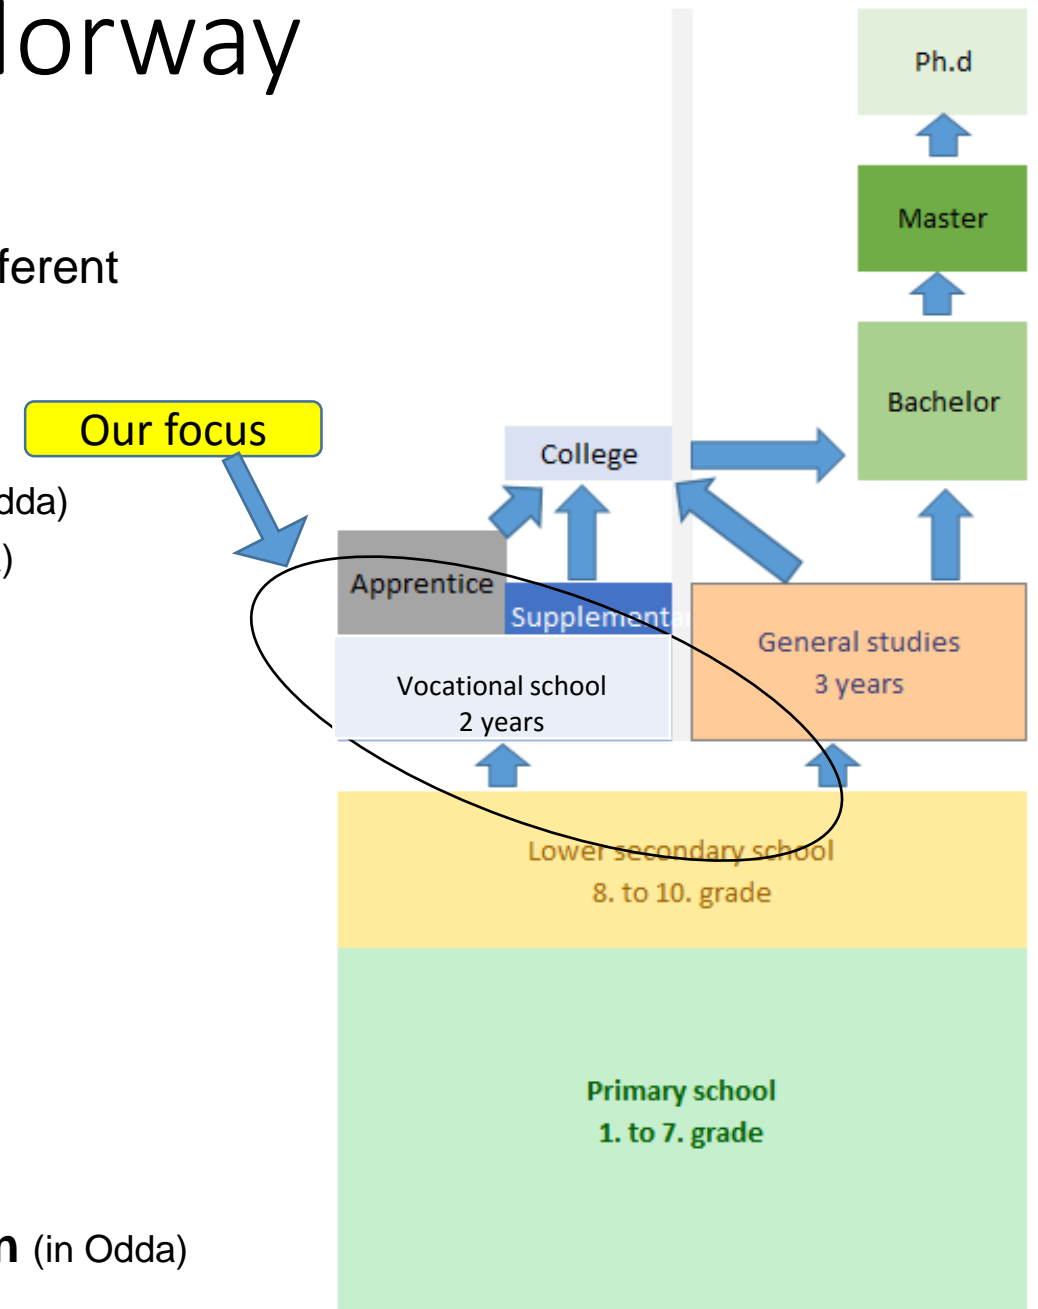 lorway
Ph.d
Master
ferent
Bachelor
Our focus
College
dda)
)
Apprentice
Supplementa
General studies
3 years
Vocational school
2 years
Lower secondary school
8. to 10. grade
Primary school
1. to 7. grade
n (in Odda)